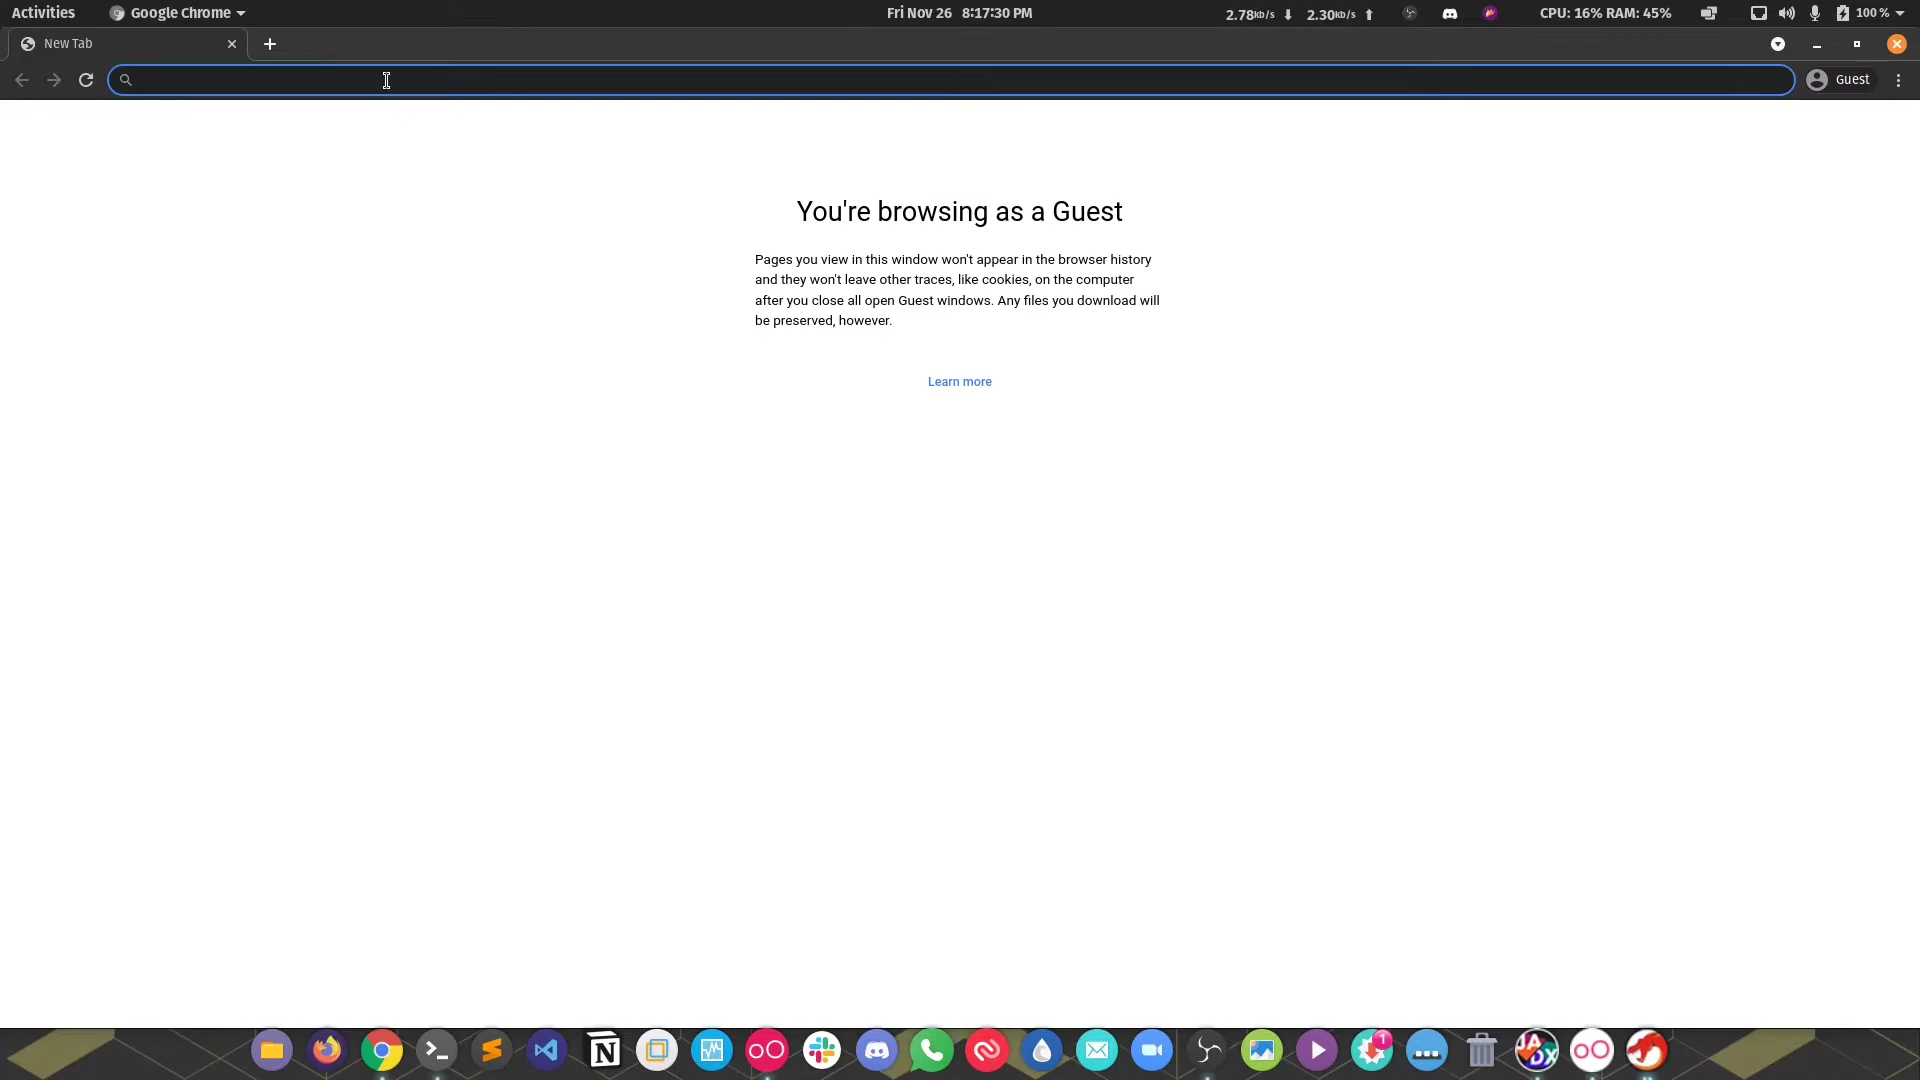 Activities Google Chrome Fri Nov 26 8:17:30 PM 2.78kb/s 2.30kb/s CPU: 16% RAM: 45% 100 %
New Tab
Guest
You're browsing as a Guest
Pages you view in this window won't appear in the browser history
and they won't leave other traces, like cookies, on the computer
after you close all open Guest windows. Any files you download will
be preserved, however.
Learn more
N 1 JADX